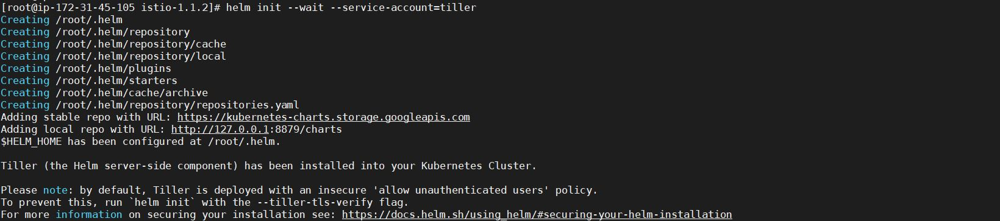 [root@ip-172-31-45-105 istio-1.1.2]# helm init --wait --service-account=tiller
Creating /root/.helm
Creating /root/.helm/repository
Creating /root/.helm/repository/cache
Creating /root/.helm/repository/local
Creating /root/.helm/plugins
Creating /root/.helm/starters
Creating /root/.helm/cache/archive
Creating /root/.helm/repository/repositories.yaml
Adding stable repo with URL: https://kubernetes-charts.storage.googleapis.com
Adding local repo with URL: http://127.0.0.1:8879/charts
$HELM_HOME has been configured at /root/.helm.
Tiller (the Helm server-side component) has been installed into your Kubernetes Cluster.
Please note: by default, Tiller is deployed with an insecure 'allow unauthenticated users' policy.
To prevent this, run `helm init` with the --tiller-tls-verify flag.
For more information on securing your installation see: https://docs.helm.sh/using_helm/#securing-your-helm-installation